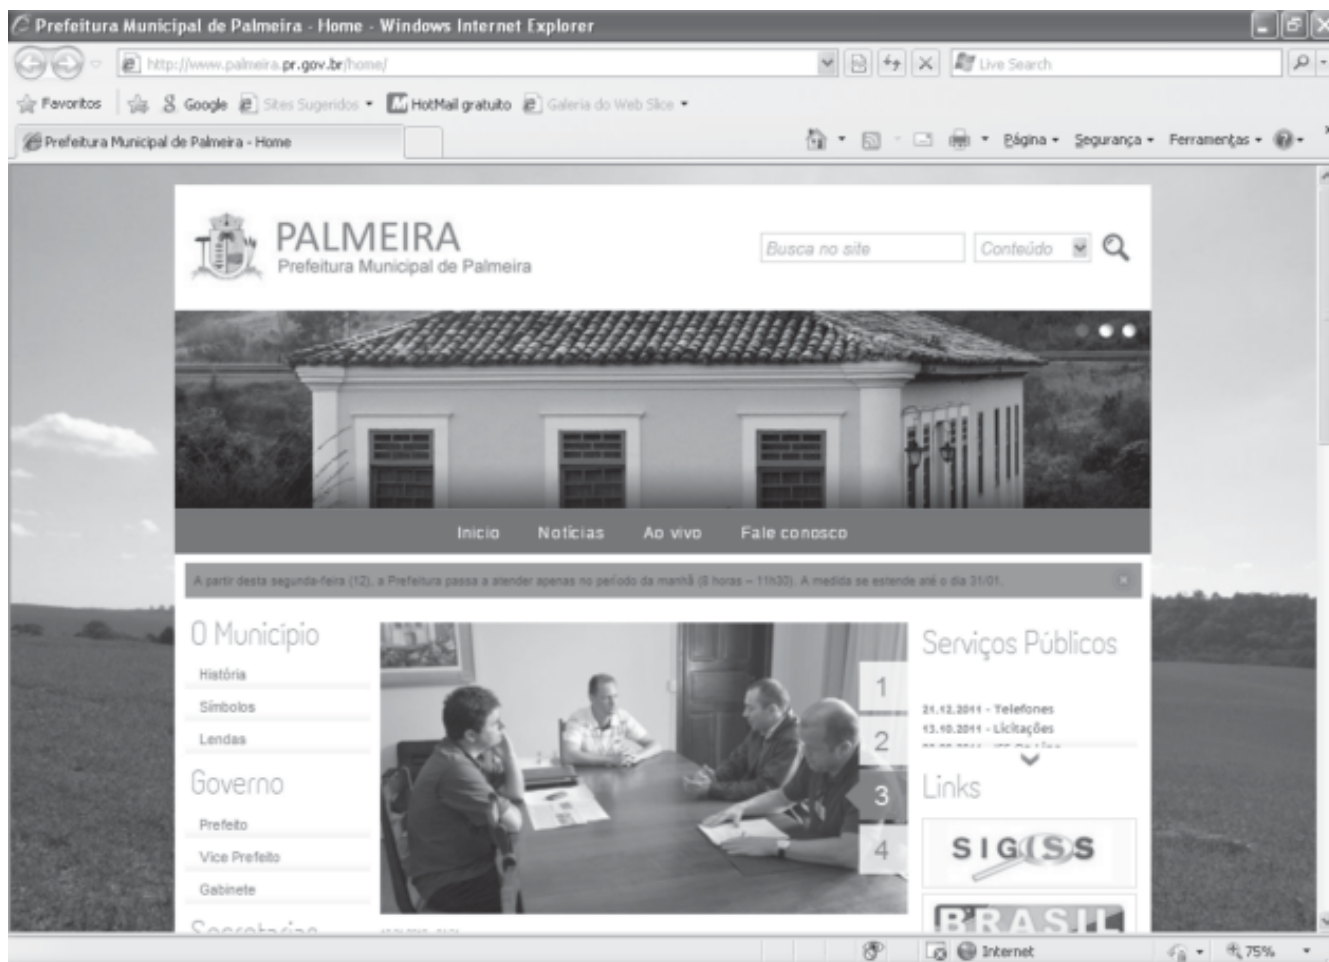 Prefeitura Municipal de Palmeira - Home - Windows Internet Explorer
http://www.palmeira.pr.gov.br/home/
Live Search
Favoritos Google Sites Sugeridos HotMail gratuito Galeria do Web Slice
Prefeitura Municipal de Palmeira - Home
Página Segurança Ferramentas
PALMEIRA
Prefeitura Municipal de Palmeira
Busca no site Conteúdo
Inicio Notícias Ao vivo Fale conosco
A partir desta segunda-feira (12), a Prefeitura passa a atender apenas no período da manhã (8 horas – 11h30). A medida se estende até o dia 31/01.
O Município
História
Símbolos
Lendas
Governo
Prefeito
Vice Prefeito
Gabinete
Secretarias
1
2
3
4
Serviços Públicos
21.12.2011 - Telefones
13.10.2011 - Licitações
Links
SIGISS
BRASIL
Internet
75%